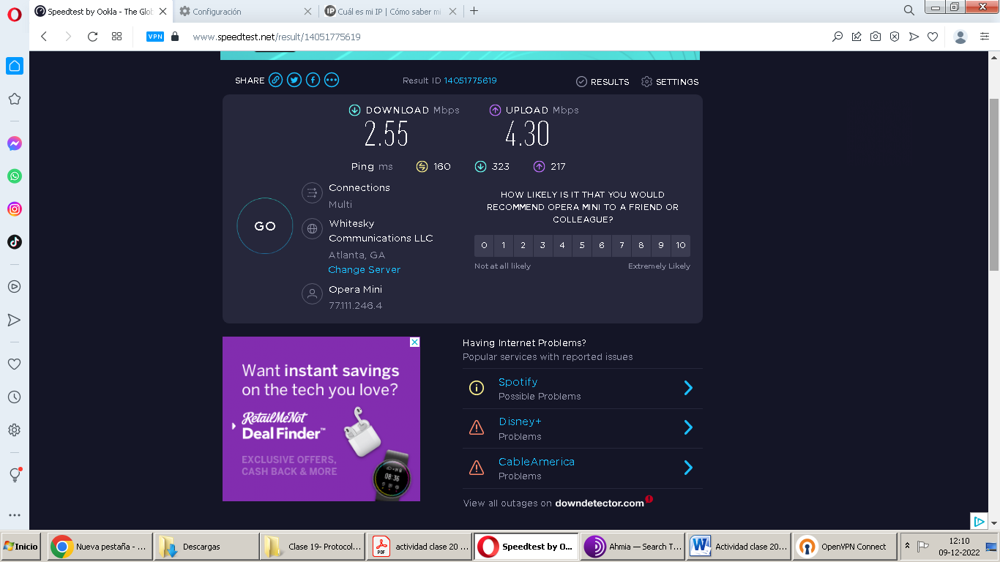 Speedtest by Ookla - The Glob
Configuración
IP
Cuál es mi IP | Cómo saber mi
VPN
www.speedtest.net/result/14051775619
SHARE
Result ID 14051775619
RESULTS
SETTINGS
DOWNLOAD Mbps
UPLOAD Mbps
2.55
4.30
Ping ms
160
323
217
GO
Connections
Multi
Whitesky
Communications LLC
Atlanta, GA
Change Server
Opera Mini
77.111.246.4
HOW LIKELY IS IT THAT YOU WOULD
RECOMMEND OPERA MINI TO A FRIEND OR
COLLEAGUE?
0 1 2 3 4 5 6 7 8 9 10
Not at all likely
Extremely Likely
Want instant savings
on the tech you love?
RetailMeNot
Deal Finder™
EXCLUSIVE OFFERS,
CASH BACK & MORE
08:36
Having Internet Problems?
Popular services with reported issues
Spotify
Possible Problems
Disney+
Problems
CableAmerica
Problems
View all outages on downdetector.com
Inicio
Nueva pestaña - ...
Descargas
Clase 19- Protocol...
PDF
actividad clase 20 ...
Speedtest by O...
Ahmia — Search T...
Actividad clase 20...
OpenVPN Connect
12:10
09-12-2022